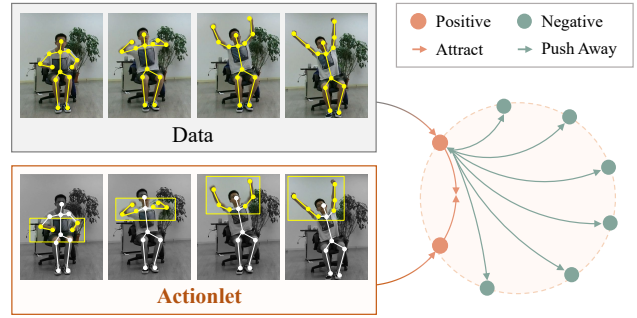 Data
Actionlet
Positive
Negative
Attract
Push Away